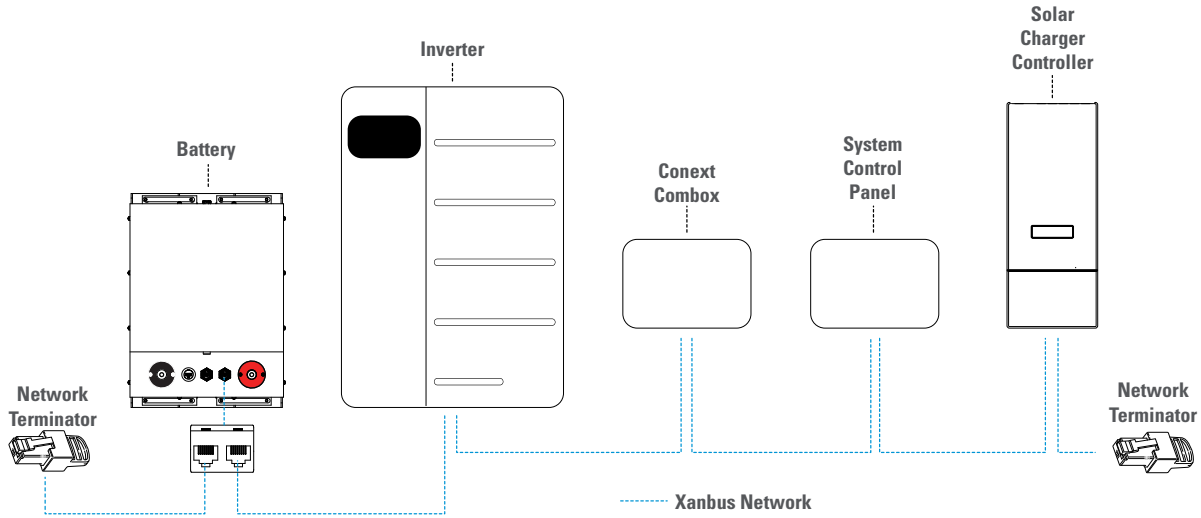 Solar
Charger
Controller
Inverter
Battery
Conext
Combox
System
Control
Panel
Network
Terminator
Network
Terminator
Xanbus Network